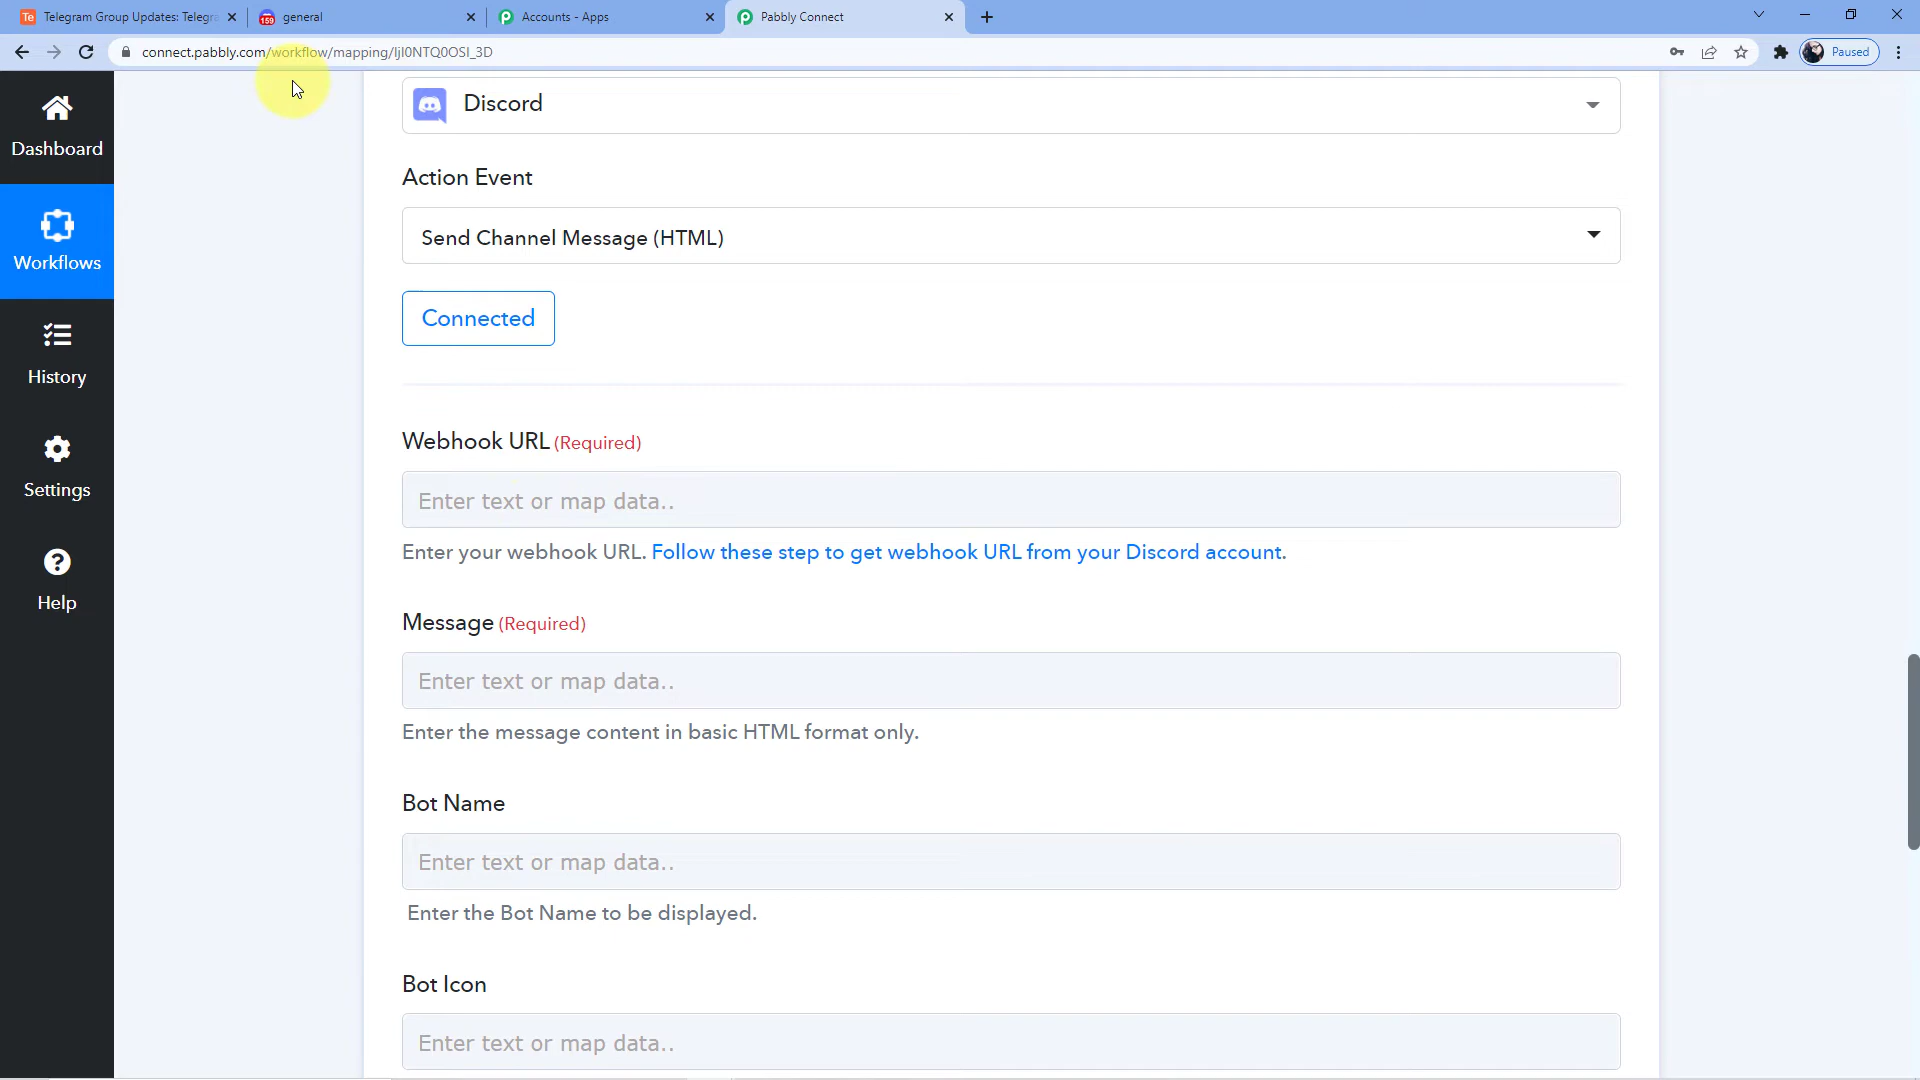 Te Telegram Group Updates: Telegra
159 general
Accounts - Apps
Pabbly Connect
connect.pabbly.com/workflow/mapping/IjI0NTQ0OSI_3D
Paused
Dashboard
Workflows
History
Settings
Help
Discord
Action Event
Send Channel Message (HTML)
Connected
Webhook URL (Required)
Enter text or map data..
Enter your webhook URL. Follow these step to get webhook URL from your Discord account.
Message (Required)
Enter text or map data..
Enter the message content in basic HTML format only.
Bot Name
Enter text or map data..
Enter the Bot Name to be displayed.
Bot Icon
Enter text or map data..